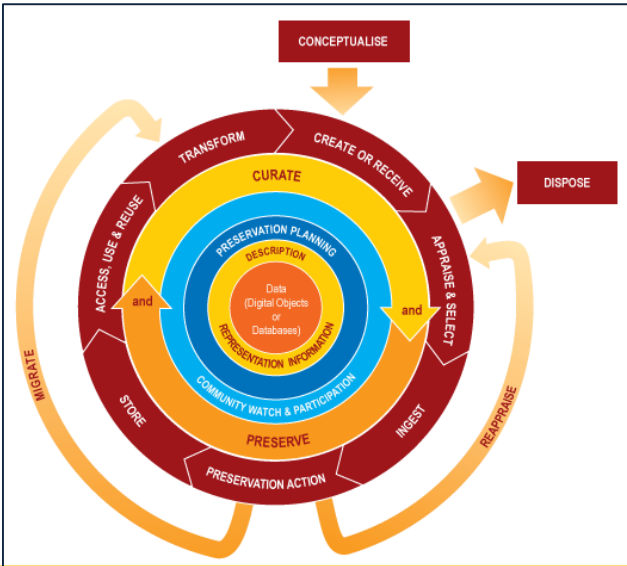 CONCEPTUALISE
TRANSFORM
CREATE OR RECEIVE
DISPOSE
CURATE
ACCESS, USE & REUSE
APPRAISE & SELECT
PRESERVATION PLANNING
DESCRIPTION
and
Data
(Digital Objects
or
Databases)
and
REPRESENTATION INFORMATION
COMMUNITY WATCH & PARTICIPATION
MIGRATE
STORE
INGEST
REAPPRAISE
PRESERVE
PRESERVATION ACTION